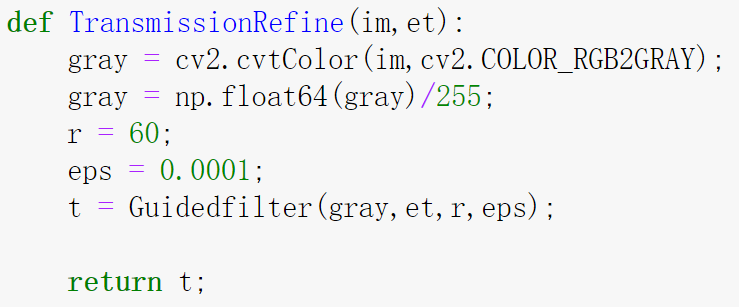 def TransmissionRefine(im,et):
    gray = cv2.cvtColor(im,cv2.COLOR_RGB2GRAY);
    gray = np.float64(gray)/255;
    r = 60;
    eps = 0.0001;
    t = Guidedfilter(gray,et,r,eps);
    return t;